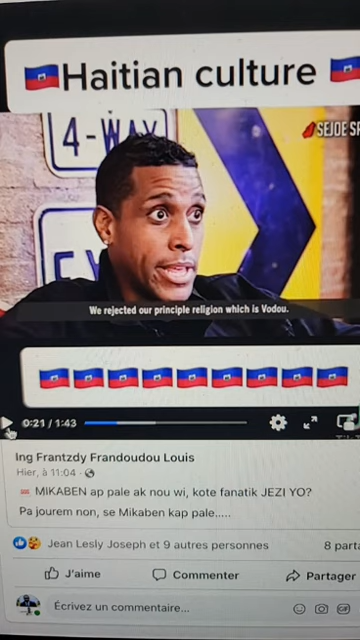 Haitian culture
4-WAY
SEJOE SP
We rejected our principle religion which is Vodou.
0:21 / 1:43
Ing Frantzdy Frandoudou Louis
Hier, à 11:04 ·
MIKABEN ap pale ak nou wi, kote fanatik JEZI YO?
Pa jourem non, se Mikaben kap pale.....
Jean Lesly Joseph et 9 autres personnes
8 parta
J'aime
Commenter
Partager
Écrivez un commentaire...
GIF